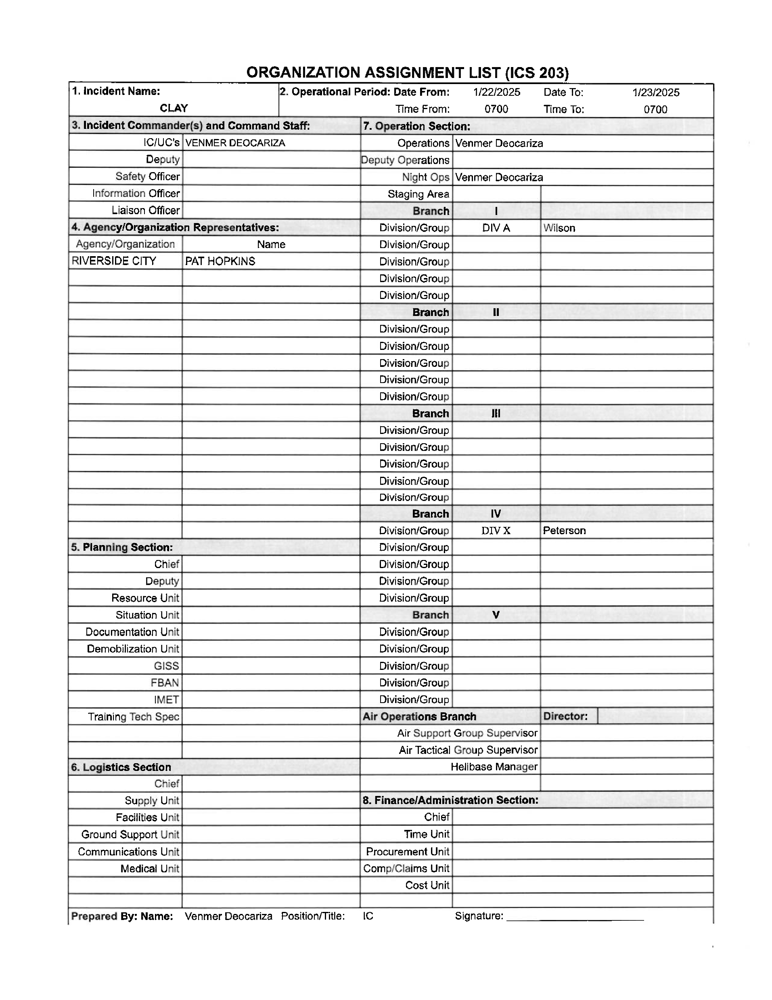 ORGANIZATION ASSIGNMENT LIST (ICS 203)
1. Incident Name:
CLAY
2. Operational Period: Date From: 1/22/2025 Date To: 1/23/2025
Time From: 0700 Time To: 0700
3. Incident Commander(s) and Command Staff:
IC/UC's VENMER DEOCARIZA
Deputy
Safety Officer
Information Officer
Liaison Officer
4. Agency/Organization Representatives:
Agency/Organization Name
RIVERSIDE CITY PAT HOPKINS
5. Planning Section:
Chief
Deputy
Resource Unit
Situation Unit
Documentation Unit
Demobilization Unit
GISS
FBAN
IMET
Training Tech Spec
6. Logistics Section
Chief
Supply Unit
Facilities Unit
Ground Support Unit
Communications Unit
Medical Unit
7. Operation Section:
Operations Venmer Deocariza
Deputy Operations
Night Ops Venmer Deocariza
Staging Area
Branch I
Division/Group DIV A Wilson
Division/Group
Division/Group
Division/Group
Division/Group
Branch II
Division/Group
Division/Group
Division/Group
Division/Group
Division/Group
Branch III
Division/Group
Division/Group
Division/Group
Division/Group
Division/Group
Branch IV
Division/Group DIV X Peterson
Division/Group
Division/Group
Division/Group
Division/Group
Branch V
Division/Group
Division/Group
Division/Group
Division/Group
Division/Group
Air Operations Branch Director:
Air Support Group Supervisor
Air Tactical Group Supervisor
Helibase Manager
8. Finance/Administration Section:
Chief
Time Unit
Procurement Unit
Comp/Claims Unit
Cost Unit
Prepared By: Name: Venmer Deocariza Position/Title: IC Signature: